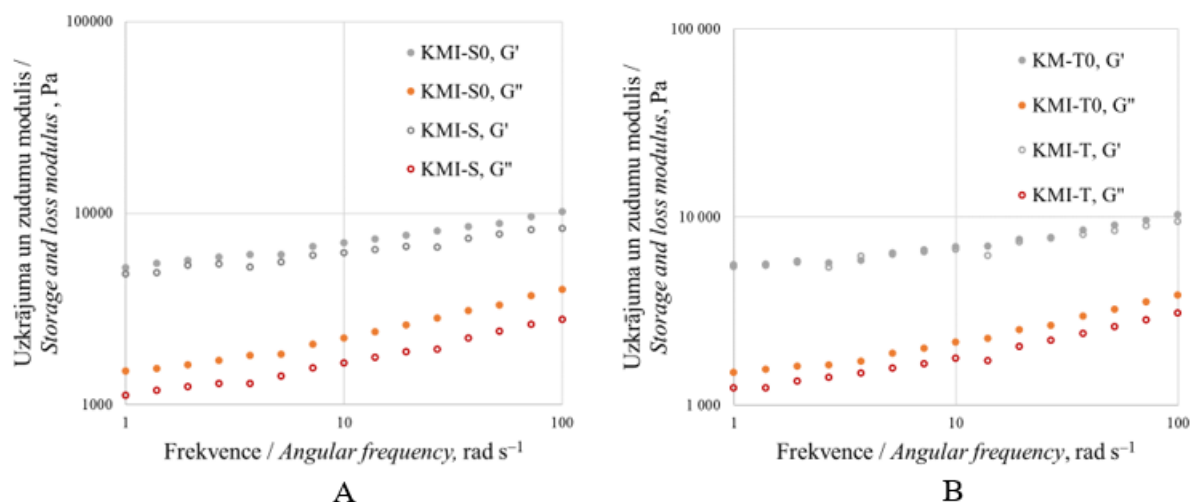 Uzkrājuma un zudumu modulis /
Storage and loss modulus , Pa
100000
10000
1000
KMI-S0, G'
KMI-S0, G"
KMI-S, G'
KMI-S, G"
1 10 100
Frekvence / Angular frequency, rad s⁻¹
A
Uzkrājuma un zudumu modulis /
Storage and loss modulus, Pa
100 000
10 000
1 000
KM-T0, G'
KMI-T0, G"
KMI-T, G'
KMI-T, G"
1 10 100
Frekvence / Angular frequency, rad s⁻¹
B